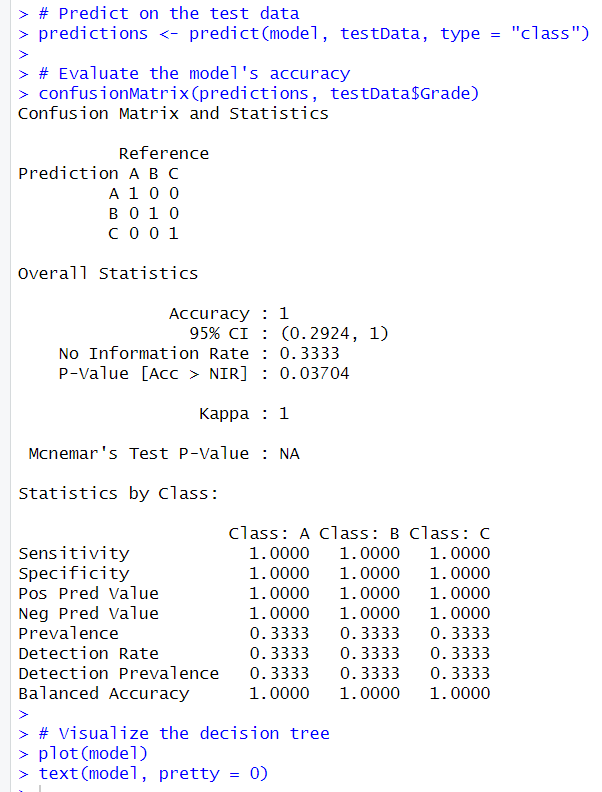 > # Predict on the test data
> predictions <- predict(model, testData, type = "class")
>
> # Evaluate the model's accuracy
> confusionMatrix(predictions, testData$Grade)
Confusion Matrix and Statistics

          Reference
Prediction A B C
         A 1 0 0
         B 0 1 0
         C 0 0 1

Overall Statistics

               Accuracy : 1
                 95% CI : (0.2924, 1)
    No Information Rate : 0.3333
    P-Value [Acc > NIR] : 0.03704

                  Kappa : 1

 Mcnemar's Test P-Value : NA

Statistics by Class:

                     Class: A Class: B Class: C
Sensitivity            1.0000   1.0000   1.0000
Specificity            1.0000   1.0000   1.0000
Pos Pred Value         1.0000   1.0000   1.0000
Neg Pred Value         1.0000   1.0000   1.0000
Prevalence             0.3333   0.3333   0.3333
Detection Rate         0.3333   0.3333   0.3333
Detection Prevalence   0.3333   0.3333   0.3333
Balanced Accuracy      1.0000   1.0000   1.0000
>
> # Visualize the decision tree
> plot(model)
> text(model, pretty = 0)
>